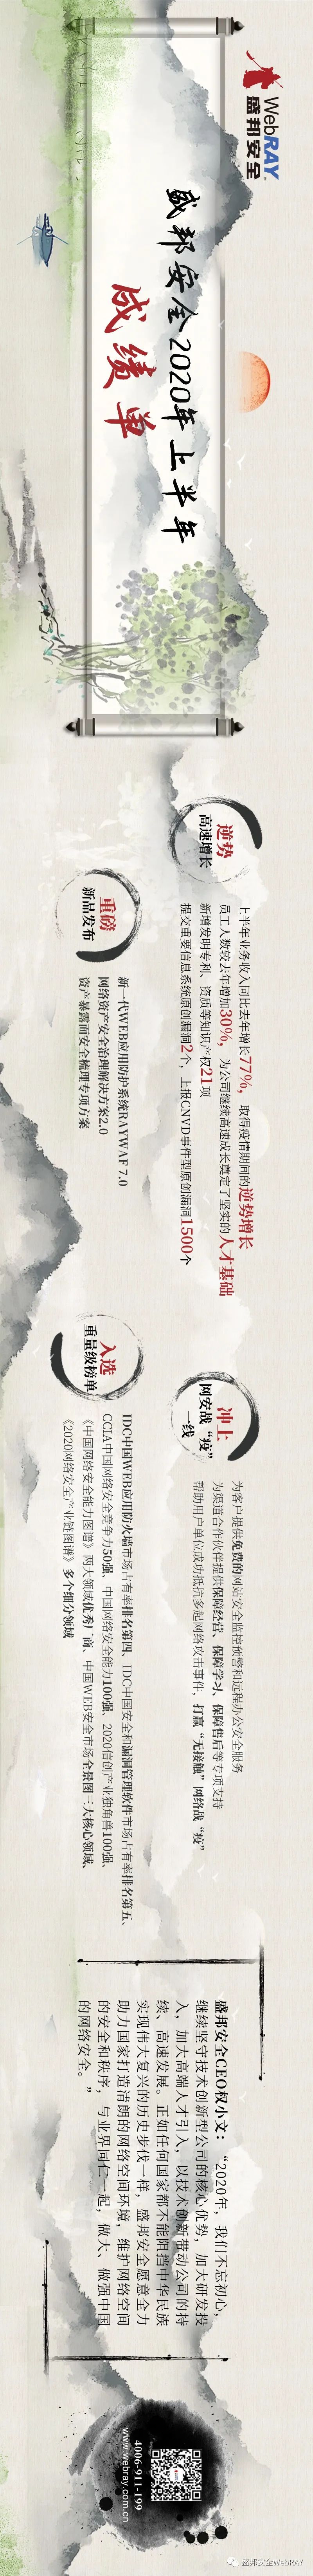 WebRAY
盛邦安全
盛邦安全2020年上半年
成绩单
逆势
高速增长
上半年业务收入同比去年增长77%，取得疫情期间的逆势增长
员工人数较去年增加30%，为公司继续高速成长奠定了坚实的人才基础
新增发明专利、资质等知识产权21项
提交重要信息系统原创漏洞2个，上报CNVD事件型原创漏洞1500个
重磅
新品发布
新一代WEB应用防护系统RAYWAF 7.0
网络资产安全治理解决方案2.0
资产暴露面安全梳理专项方案
冲上
网安战“疫”
一线
为客户提供免费的网站安全监控预警和远程办公安全服务
为渠道合作伙伴提供保障经营、保障学习、保障售后等专项支持
帮助用户单位成功抵抗多起网络攻击事件，打赢“无接触”网络战“疫”
入选
重量级榜单
IDC中国WEB应用防火墙市场占有率排名第四、IDC中国安全和漏洞管理软件市场占有率排名第五、
CCIA中国网络安全竞争力50强、中国网络安全能力100强、2020信创产业独角兽100强、
《中国网络安全能力图谱》两大领域优秀厂商、中国WEB安全市场全景图三大核心领域、
《2020网络安全产业链图谱》多个细分领域
盛邦安全CEO权小文：“2020年，我们不忘初心，
继续坚守技术创新型公司的核心优势，加大研发投
入，加大高端人才引入，以技术创新带动公司的持
续、高速发展。正如任何国家都不能阻挡中华民族
实现伟大复兴的历史步伐一样，盛邦安全愿意全力
助力国家打造清朗的网络空间环境，维护网络空间
的安全和秩序，与业界同仁一起，做大、做强中国
的网络安全。”
4006-911-199
www.webray.com.cn
盛邦安全WebRAY